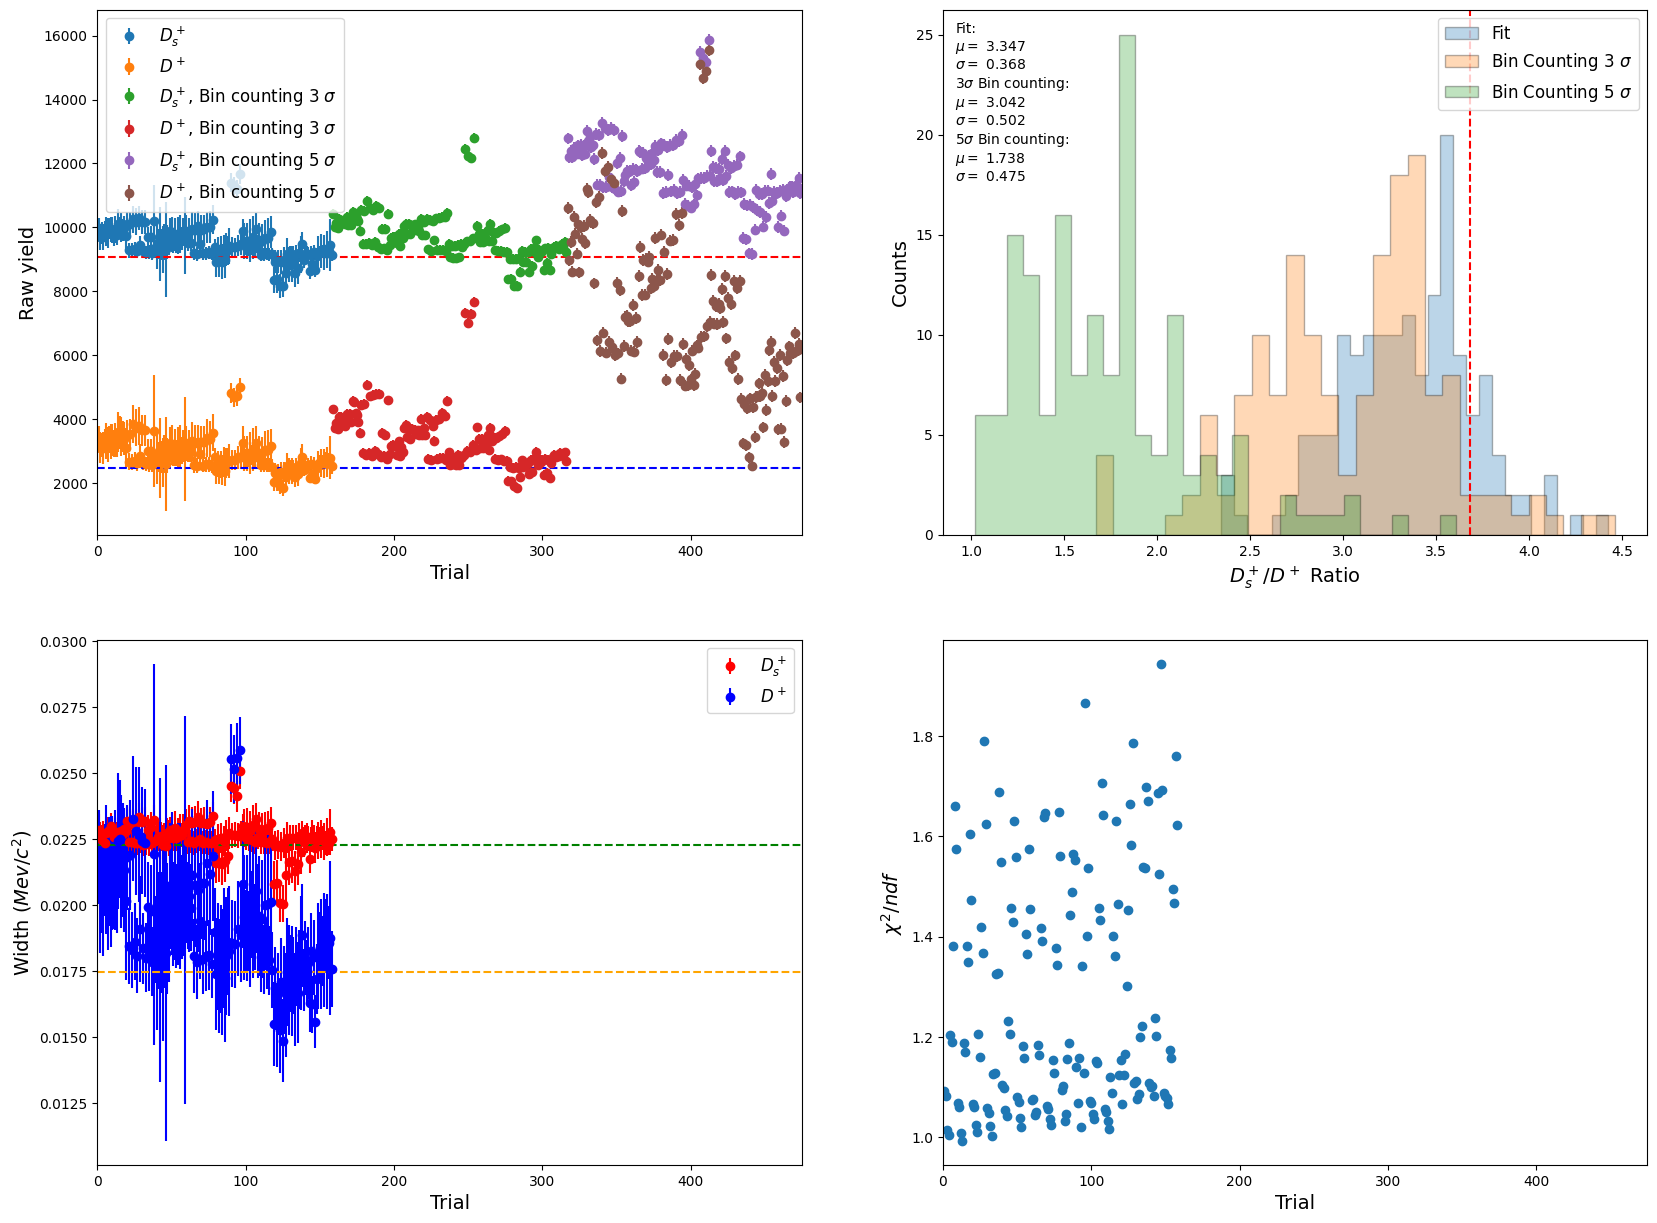 16000
14000
12000
10000
8000
6000
4000
2000
Raw yield
0
100
200
300
400
Trial
D_s^+
D^+
D_s^+, Bin counting 3 σ
D^+, Bin counting 3 σ
D_s^+, Bin counting 5 σ
D^+, Bin counting 5 σ
25
20
15
10
5
0
Counts
1.0
1.5
2.0
2.5
3.0
3.5
4.0
4.5
D_s^+/D^+ Ratio
Fit:
μ = 3.347
σ = 0.368
3σ Bin counting:
μ = 3.042
σ = 0.502
5σ Bin counting:
μ = 1.738
σ = 0.475
Fit
Bin Counting 3 σ
Bin Counting 5 σ
0.0300
0.0275
0.0250
0.0225
0.0200
0.0175
0.0150
0.0125
Width (Mev/c^2)
0
100
200
300
400
Trial
D_s^+
D^+
1.8
1.6
1.4
1.2
1.0
χ^2/ndf
0
100
200
300
400
Trial